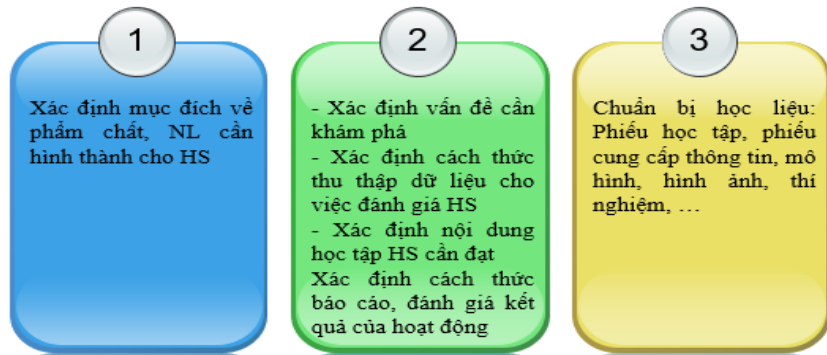 1
Xác định mục đích về
phẩm chất, NL cần
hình thành cho HS
2
- Xác định vấn đề cần
khám phá
- Xác định cách thức
thu thập dữ liệu cho
việc đánh giá HS
- Xác định nội dung
học tập HS cần đạt
Xác định cách thức
báo cáo, đánh giá kết
quả của hoạt động
3
Chuẩn bị học liệu:
Phiếu học tập, phiếu
cung cấp thông tin, mô
hình, hình ảnh, thí
nghiệm, …